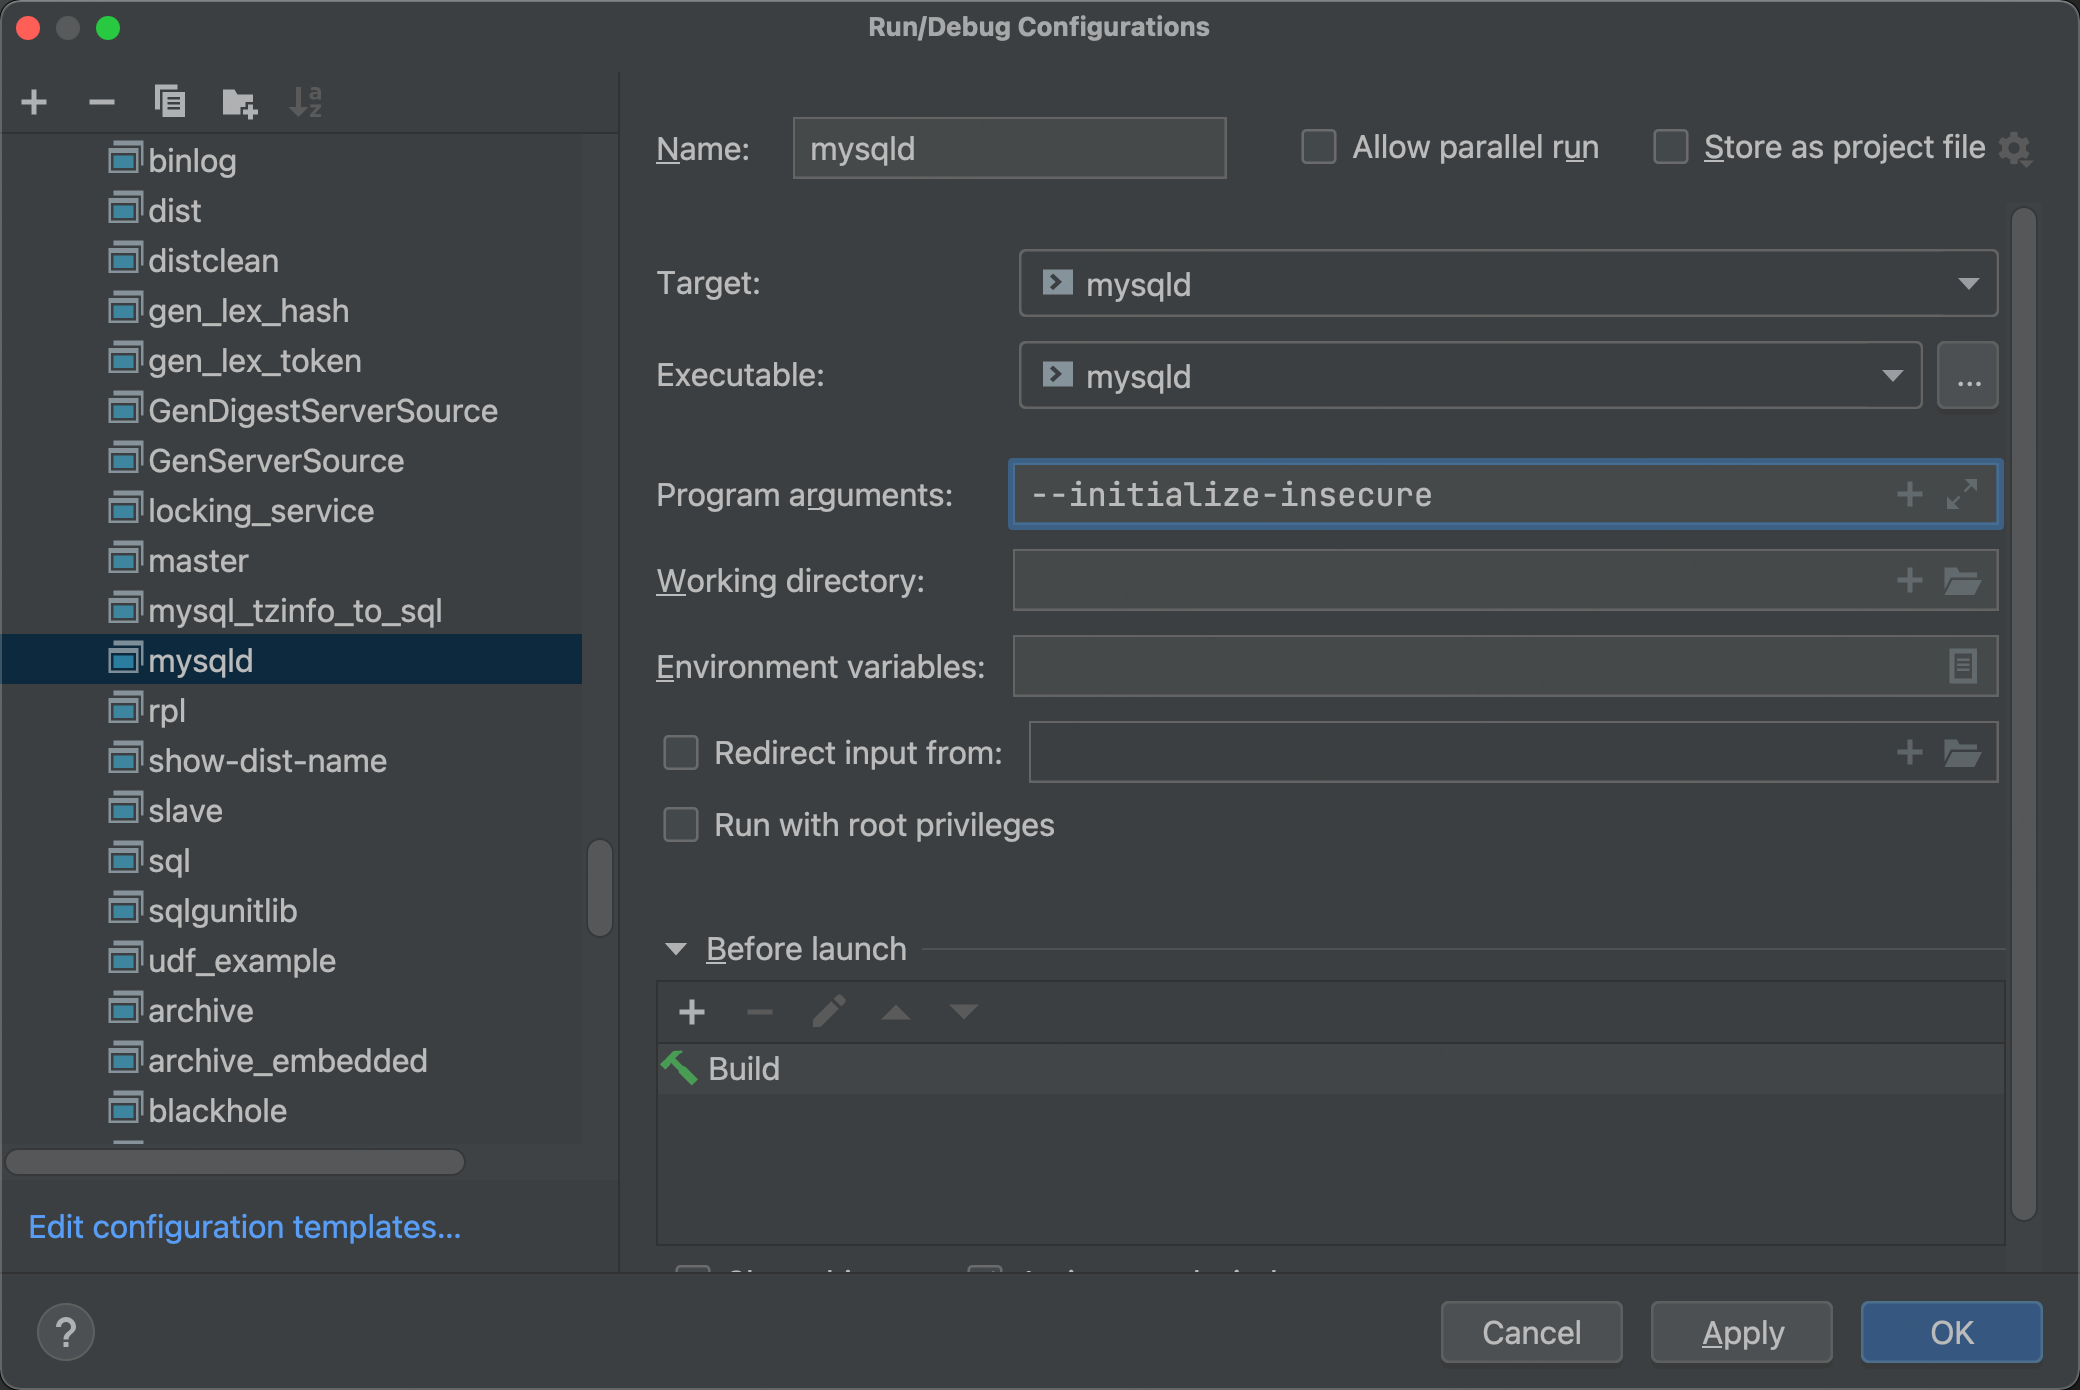 Run/Debug Configurations
binlog
dist
distclean
gen_lex_hash
gen_lex_token
GenDigestServerSource
GenServerSource
locking_service
master
mysql_tzinfo_to_sql
mysqld
rpl
show-dist-name
slave
sql
sqlgunitlib
udf_example
archive
archive_embedded
blackhole
Edit configuration templates...
Name: mysqld Allow parallel run Store as project file
Target: mysqld
Executable: mysqld ...
Program arguments: --initialize-insecure
Working directory:
Environment variables:
Redirect input from:
Run with root privileges
Before launch
Build
? Cancel Apply OK